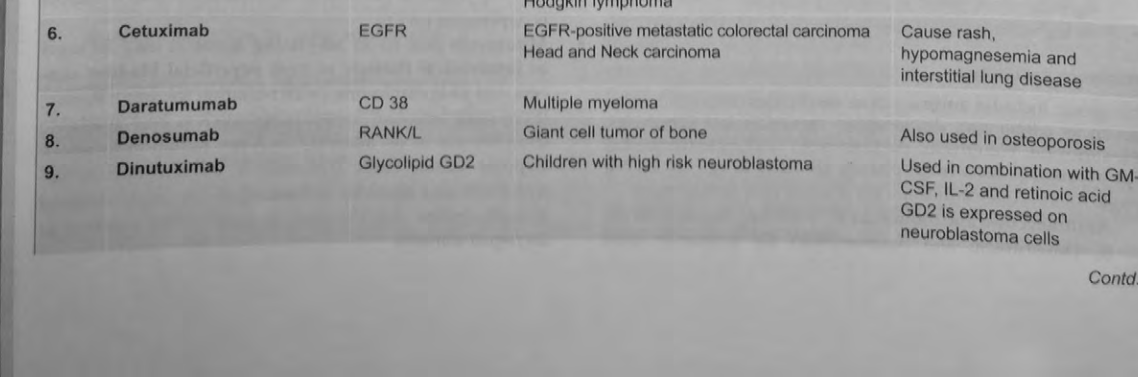 Hodgkin lymphoma
6. Cetuximab EGFR EGFR-positive metastatic colorectal carcinoma Cause rash,
Head and Neck carcinoma hypomagnesemia and
interstitial lung disease
7. Daratumumab CD 38 Multiple myeloma
8. Denosumab RANK/L Giant cell tumor of bone Also used in osteoporosis
9. Dinutuximab Glycolipid GD2 Children with high risk neuroblastoma Used in combination with GM-
CSF, IL-2 and retinoic acid
GD2 is expressed on
neuroblastoma cells
Contd.